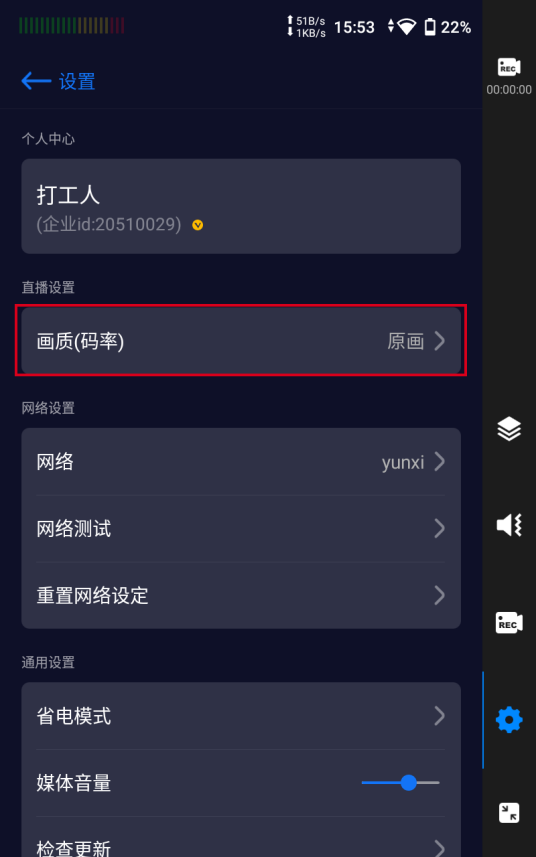 51B/s
1KB/s
15:53
22%
REC
设置
00:00:00
个人中心
打工人
(企业id:20510029)
直播设置
画质(码率)
原画
网络设置
网络
yunxi
网络测试
重置网络设定
REC
通用设置
省电模式
媒体音量
检查更新